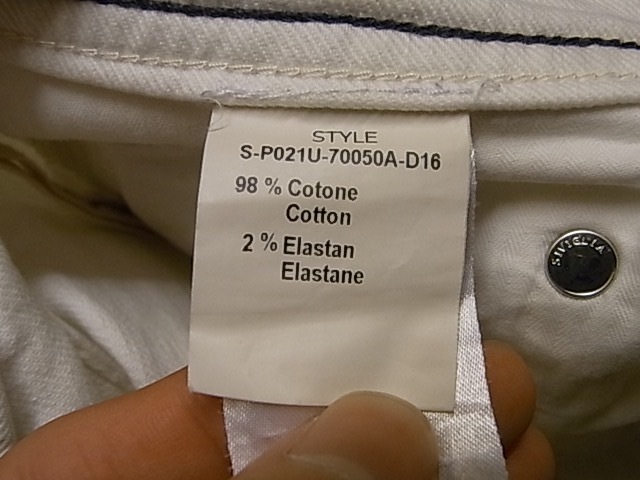 STYLE
S-P021U-70050A-D16
98 % Cotone
Cotton
2 % Elastan
Elastane
SIVIGLIA